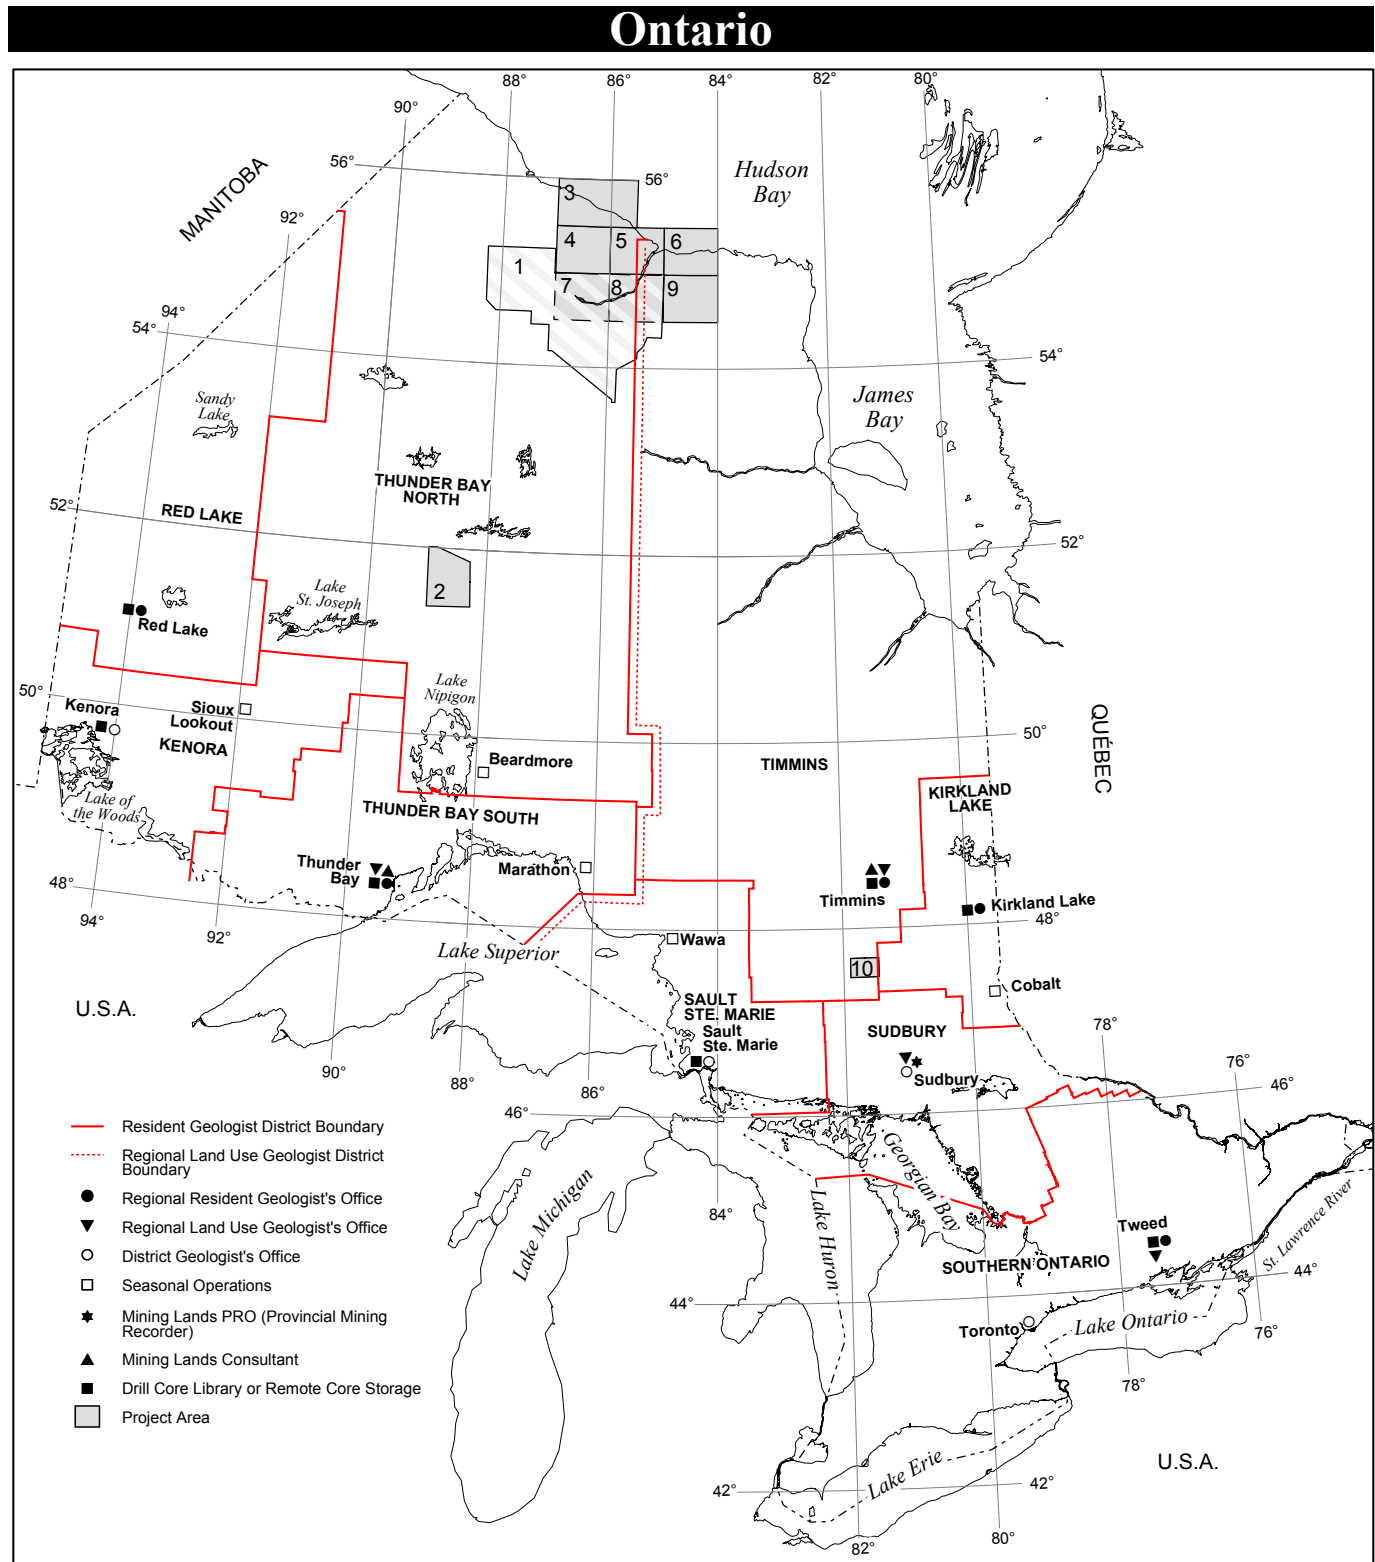 Ontario
88°
86°
84°
82°
80°
90°
56°
56°
MANITOBA
92°
Hudson
Bay
3
4
5
6
1
7
8
9
94°
54°
54°
Sandy
Lake
James
Bay
THUNDER BAY
NORTH
52°
RED LAKE
52°
2
Lake
St. Joseph
Red Lake
50°
Kenora
Sioux
Lookout
KENORA
Lake
Nipigon
Beardmore
50°
QUÉBEC
TIMMINS
KIRKLAND
LAKE
Lake of
the Woods
THUNDER BAY SOUTH
Thunder
Bay
Marathon
Timmins
Kirkland Lake
48°
48°
94°
92°
Lake Superior
Wawa
10
Cobalt
U.S.A.
SAULT
STE. MARIE
Sault
Ste. Marie
SUDBURY
Sudbury
78°
76°
46°
90°
88°
86°
46°
Resident Geologist District Boundary
Regional Land Use Geologist District
Boundary
Regional Resident Geologist's Office
Regional Land Use Geologist's Office
District Geologist's Office
Seasonal Operations
Mining Lands PRO (Provincial Mining
Recorder)
Mining Lands Consultant
Drill Core Library or Remote Core Storage
Project Area
Lake Michigan
84°
Lake Huron
Georgian Bay
Tweed
St. Lawrence River
SOUTHERN ONTARIO
44°
44°
Toronto
Lake Ontario
76°
78°
Lake Erie
U.S.A.
42°
42°
82°
80°